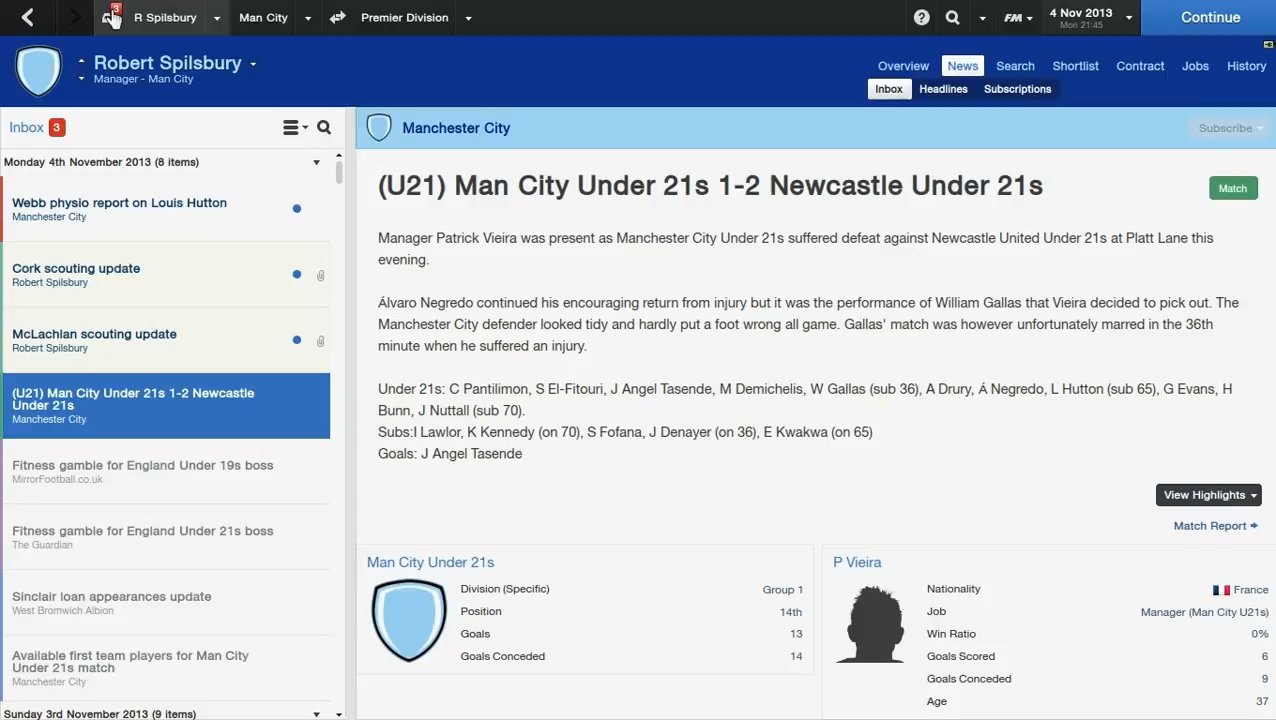 3
R Spilsbury
Man City
Premier Division
FM
4 Nov 2013
Mon 21:45
Continue
Robert Spilsbury
Manager - Man City
Overview
News
Search
Shortlist
Contract
Jobs
History
Inbox
Headlines
Subscriptions
Inbox 3
Monday 4th November 2013 (8 items)
Webb physio report on Louis Hutton
Manchester City
Cork scouting update
Robert Spilsbury
McLachlan scouting update
Robert Spilsbury
(U21) Man City Under 21s 1-2 Newcastle
Under 21s
Manchester City
Fitness gamble for England Under 19s boss
MirrorFootball.co.uk
Fitness gamble for England Under 21s boss
The Guardian
Sinclair loan appearances update
West Bromwich Albion
Available first team players for Man City
Under 21s match
Manchester City
Sunday 3rd November 2013 (9 items)
Manchester City
Subscribe
(U21) Man City Under 21s 1-2 Newcastle Under 21s
Match
Manager Patrick Vieira was present as Manchester City Under 21s suffered defeat against Newcastle United Under 21s at Platt Lane this
evening.
Álvaro Negredo continued his encouraging return from injury but it was the performance of William Gallas that Vieira decided to pick out. The
Manchester City defender looked tidy and hardly put a foot wrong all game. Gallas' match was however unfortunately marred in the 36th
minute when he suffered an injury.
Under 21s: C Pantilimon, S El-Fitouri, J Angel Tasende, M Demichelis, W Gallas (sub 36), A Drury, Á Negredo, L Hutton (sub 65), G Evans, H
Bunn, J Nuttall (sub 70).
Subs:I Lawlor, K Kennedy (on 70), S Fofana, J Denayer (on 36), E Kwakwa (on 65)
Goals: J Angel Tasende
View Highlights
Match Report
Man City Under 21s
Division (Specific) Group 1
Position 14th
Goals 13
Goals Conceded 14
P Vieira
Nationality France
Job Manager (Man City U21s)
Win Ratio 0%
Goals Scored 6
Goals Conceded 9
Age 37